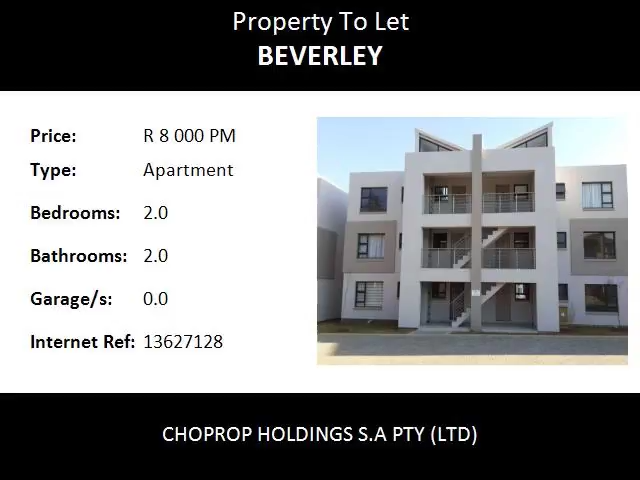 Property To Let
BEVERLEY
Price: R 8 000 PM
Type: Apartment
Bedrooms: 2.0
Bathrooms: 2.0
Garage/s: 0.0
Internet Ref: 13627128
CHOPROP HOLDINGS S.A PTY (LTD)